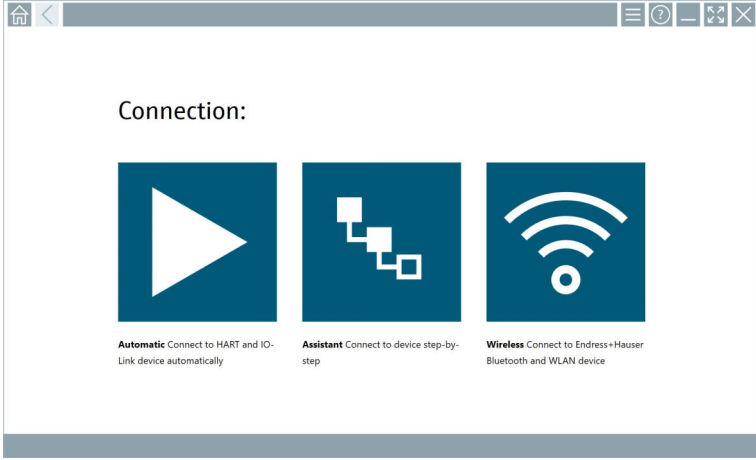 Connection:
Automatic Connect to HART and IO-
Link device automatically
Assistant Connect to device step-by-
step
Wireless Connect to Endress+Hauser
Bluetooth and WLAN device